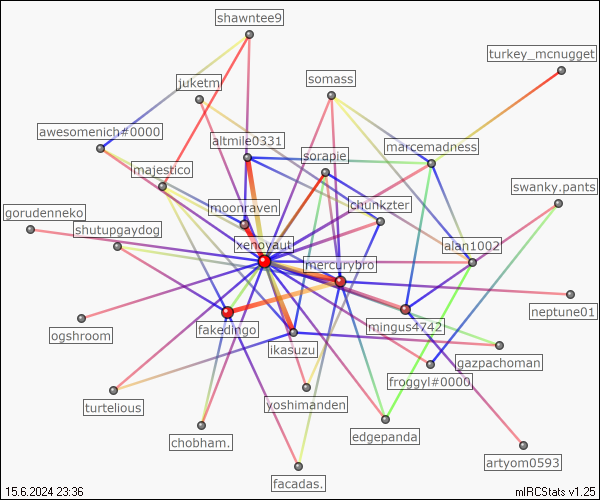 shawntee9
turkey_mcnugget
juketm
somass
awesomenich#0000
altmile0331
marcemadness
sorapie
majestico
swanky.pants
moonraven
chunkzter
gorudenneko
shutupgaydog
xenoyaut
alan1002
mercurybro
neptune01
ogshroom
fakedingo
mingus4742
ikasuzu
gazpachoman
froggyl#0000
turtelious
yoshimanden
chobham.
edgepanda
artyom0593
facadas.
15.6.2024 23:36
mIRCStats v1.25